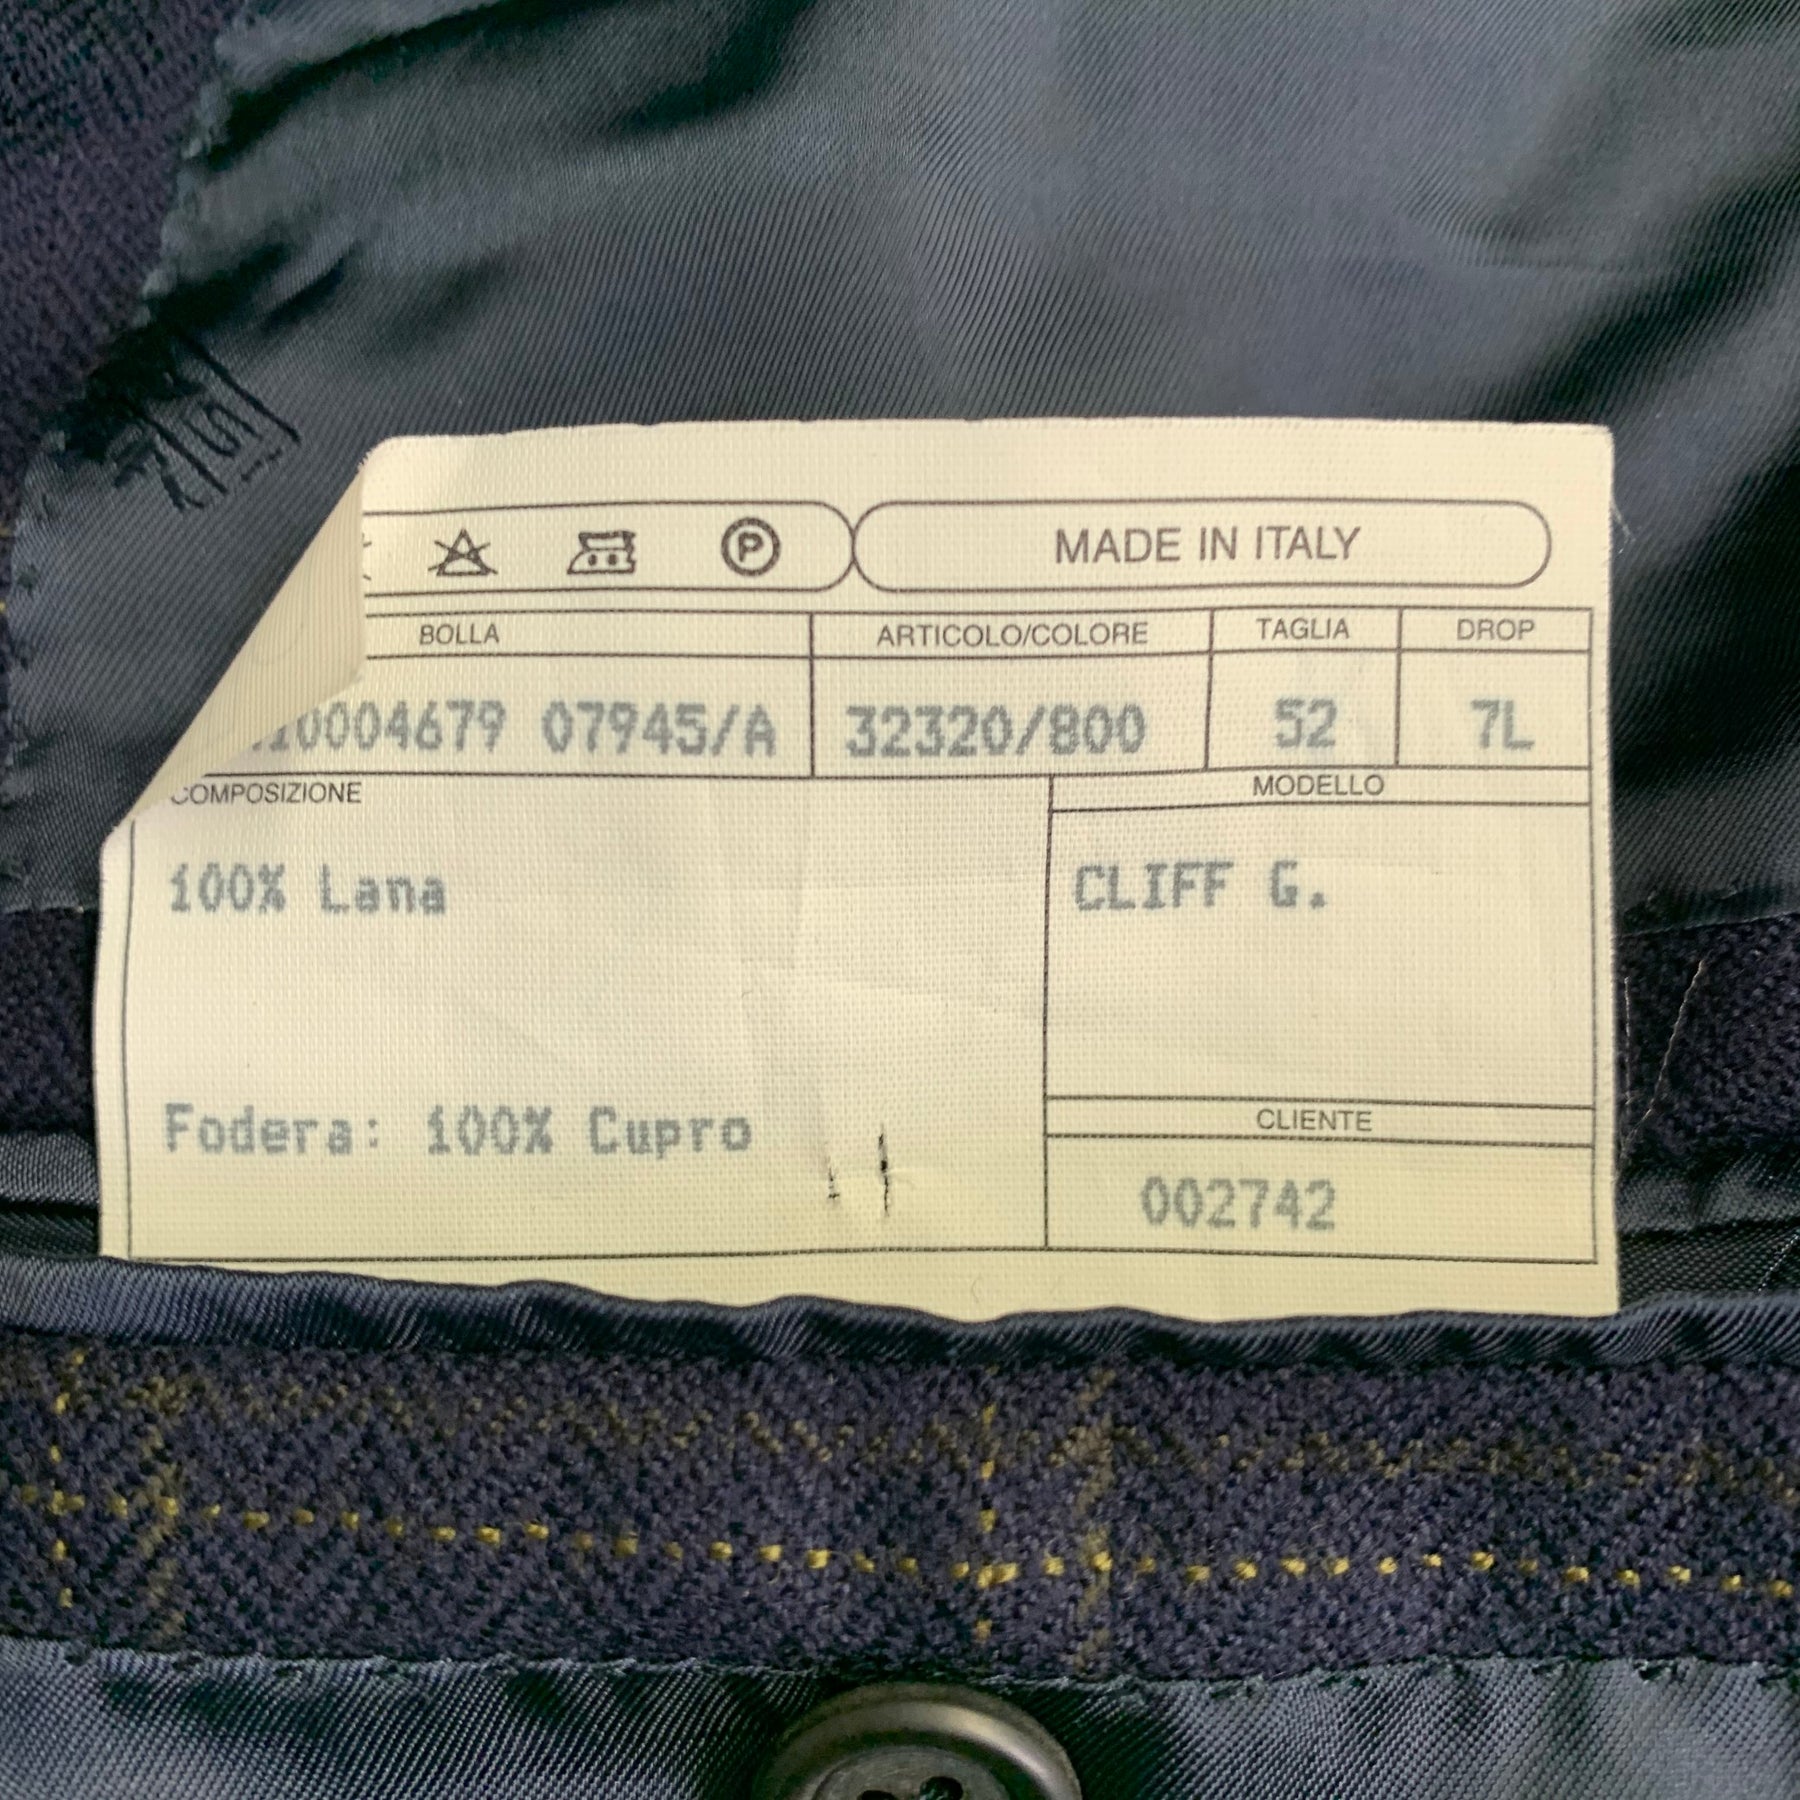 P MADE IN ITALY
BOLLA ARTICOLO/COLORE TAGLIA DROP
10004679 07945/A 32320/800 52 7L
COMPOSIZIONE MODELLO
100% Lana CLIFF G.
Fodera: 100% Cupro
CLIENTE
002742